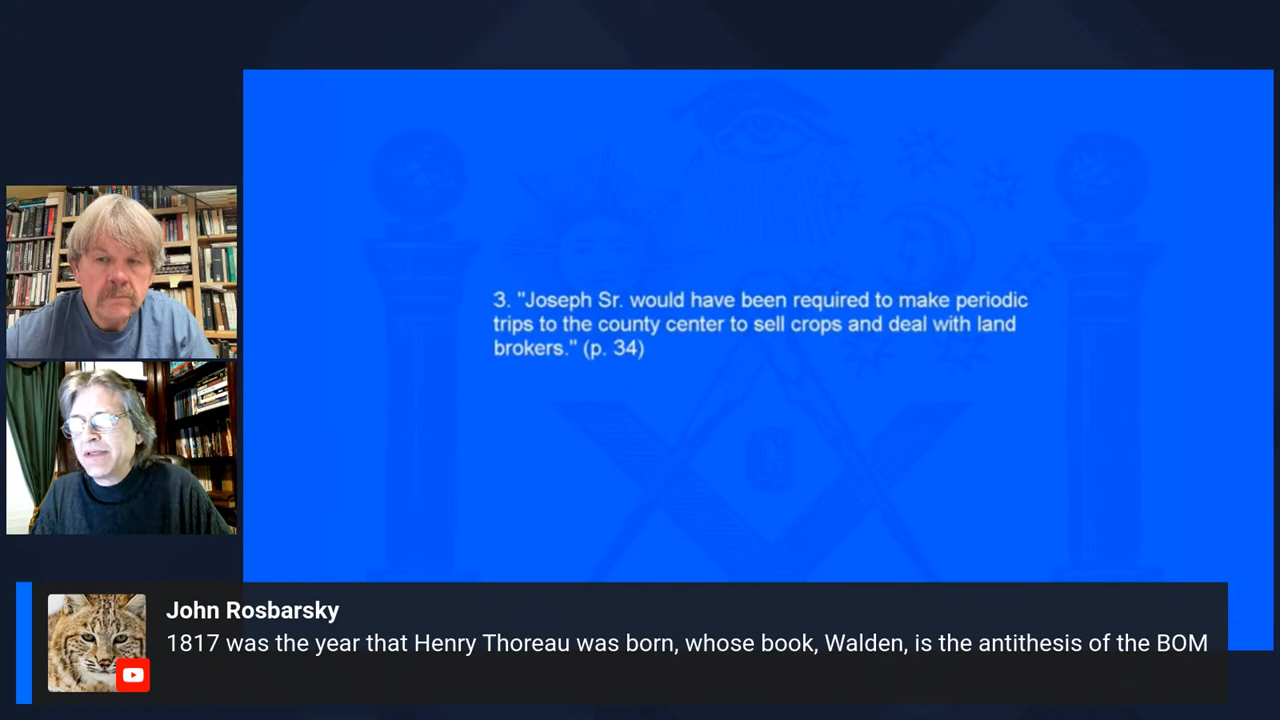 3. "Joseph Sr. would have been required to make periodic
trips to the county center to sell crops and deal with land
brokers." (p. 34)
G
John Rosbarsky
1817 was the year that Henry Thoreau was born, whose book, Walden, is the antithesis of the BOM